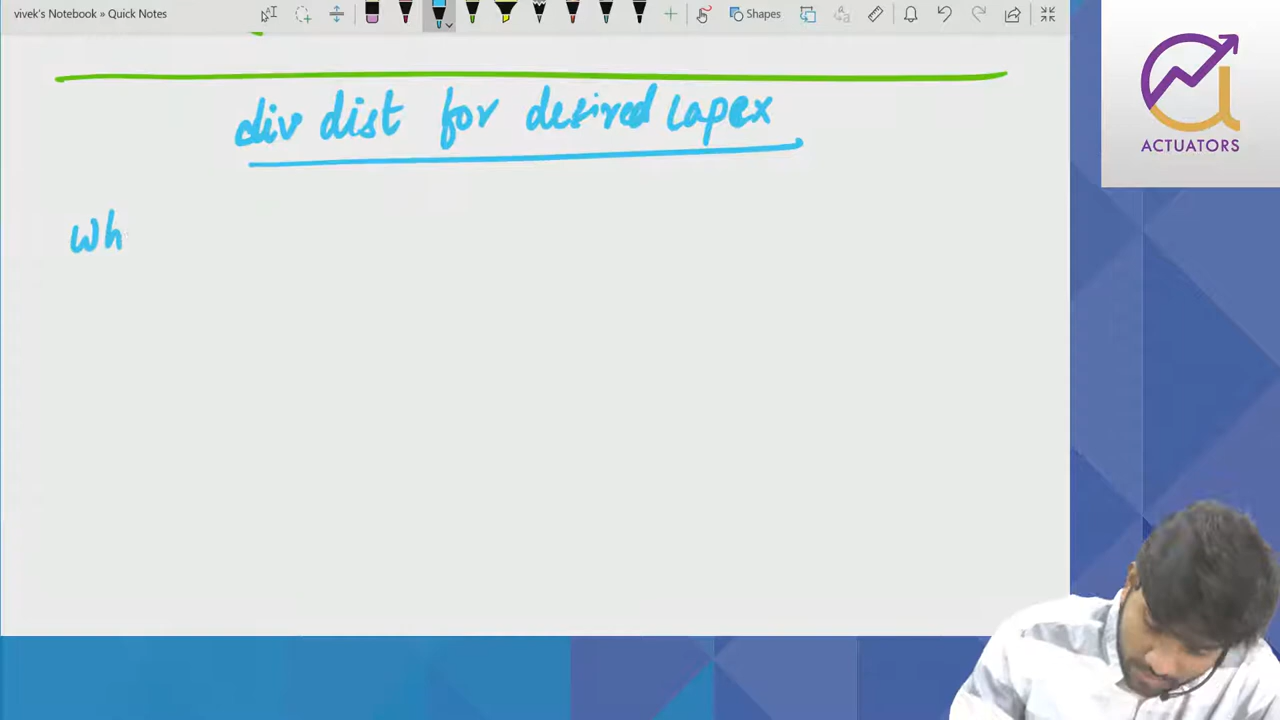 vivek's Notebook » Quick Notes
Shapes
ACTUATORS
div dist for desired capex
wh